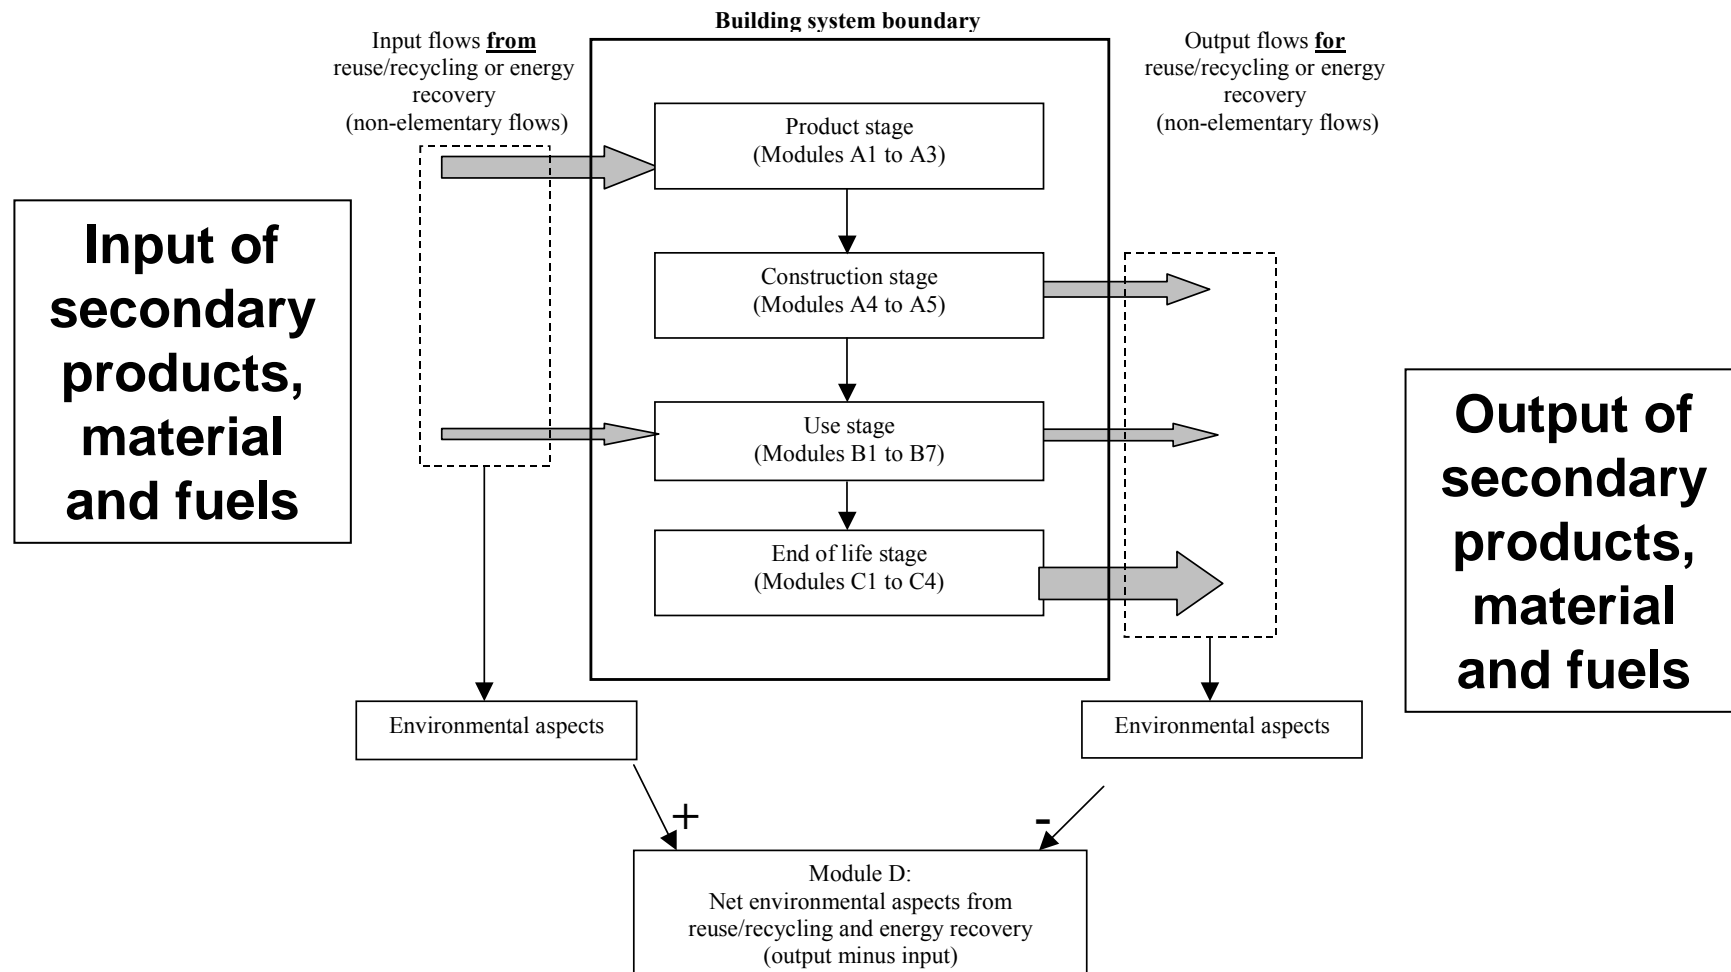 Building system boundary
Input flows from
reuse/recycling or energy
recovery
(non-elementary flows)
Output flows for
reuse/recycling or energy
recovery
(non-elementary flows)
Product stage
(Modules A1 to A3)
Input of
secondary
products,
material
and fuels
Construction stage
(Modules A4 to A5)
Use stage
(Modules B1 to B7)
Output of
secondary
products,
material
and fuels
End of life stage
(Modules C1 to C4)
Environmental aspects
Environmental aspects
+
-
Module D:
Net environmental aspects from
reuse/recycling and energy recovery
(output minus input)